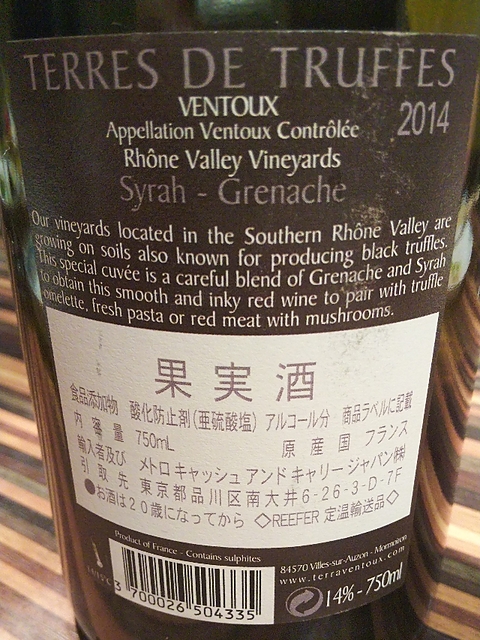 TERRES DE TRUFFES
VENTOUX
2014
Appellation Ventoux Contrôlée
Rhône Valley Vineyards
Syrah - Grenache
Our vineyards located in the Southern Rhône Valley are
growing on soils also known for producing black truffles.
This special cuvée is a careful blend of Grenache and Syrah
to obtain this smooth and inky red wine to pair with truffle
omelette, fresh pasta or red meat with mushrooms.
果実酒
食品添加物 酸化防止剤(亜硫酸塩) アルコール分 商品ラベルに記載
内容量 750mL 原産国 フランス
輸入者及び メトロ キャッシュ アンド キャリー ジャパン㈱
引取先 東京都品川区南大井6-26-3-D-7F
●お酒は20歳になってから ◇REEFER 定温輸送品◇
Product of France - Contains sulphites
84570 Villes-sur-Auzon - Mormoiron
www.terraventoux.com
3 700026 504335
14% - 750ml